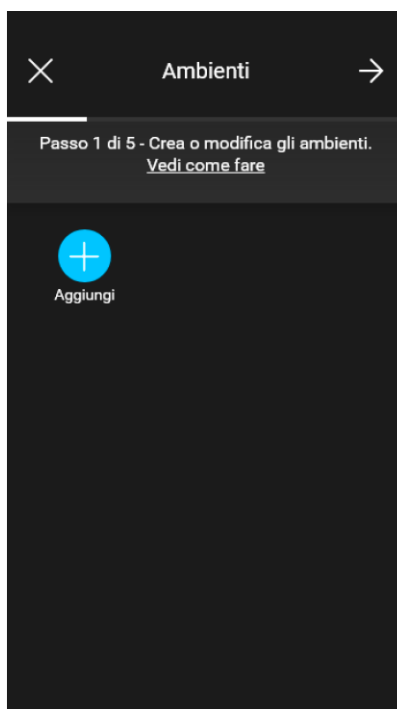 Ambienti
Passo 1 di 5 - Crea o modifica gli ambienti.
Vedi come fare
Aggiungi